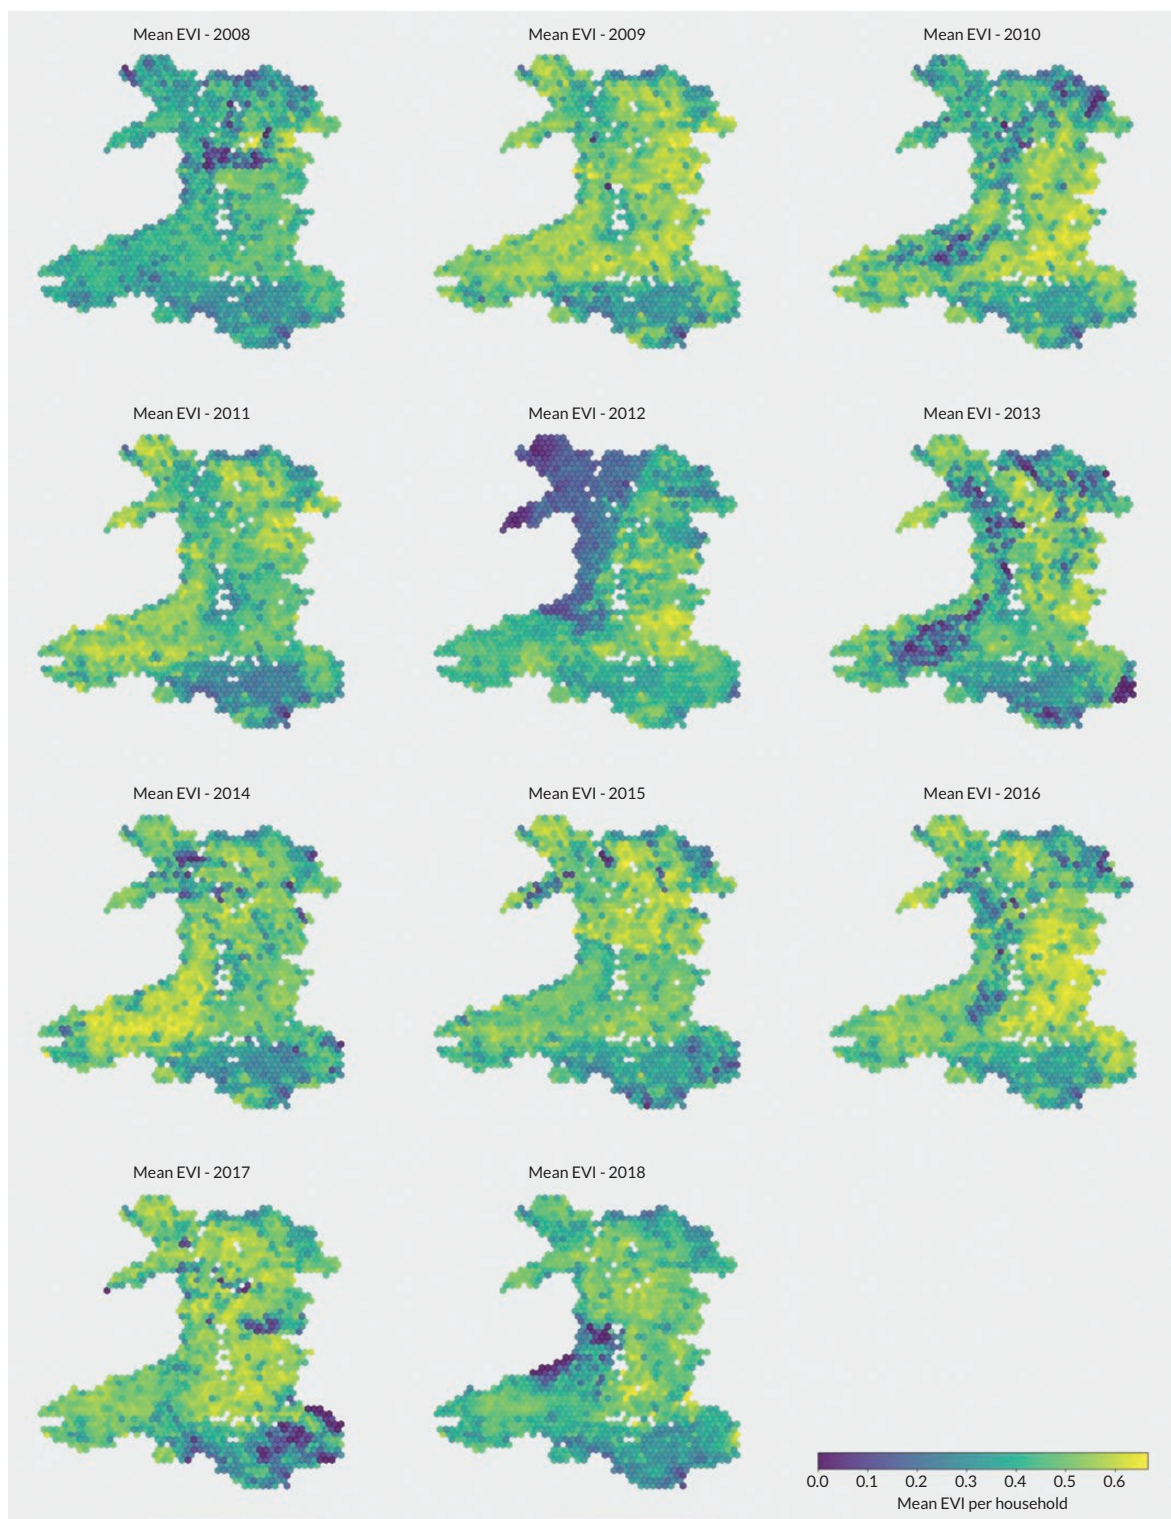 Mean EVI - 2008
Mean EVI - 2009
Mean EVI - 2010
Mean EVI - 2011
Mean EVI - 2012
Mean EVI - 2013
Mean EVI - 2014
Mean EVI - 2015
Mean EVI - 2016
Mean EVI - 2017
Mean EVI - 2018
0.0 0.1 0.2 0.3 0.4 0.5 0.6
Mean EVI per household